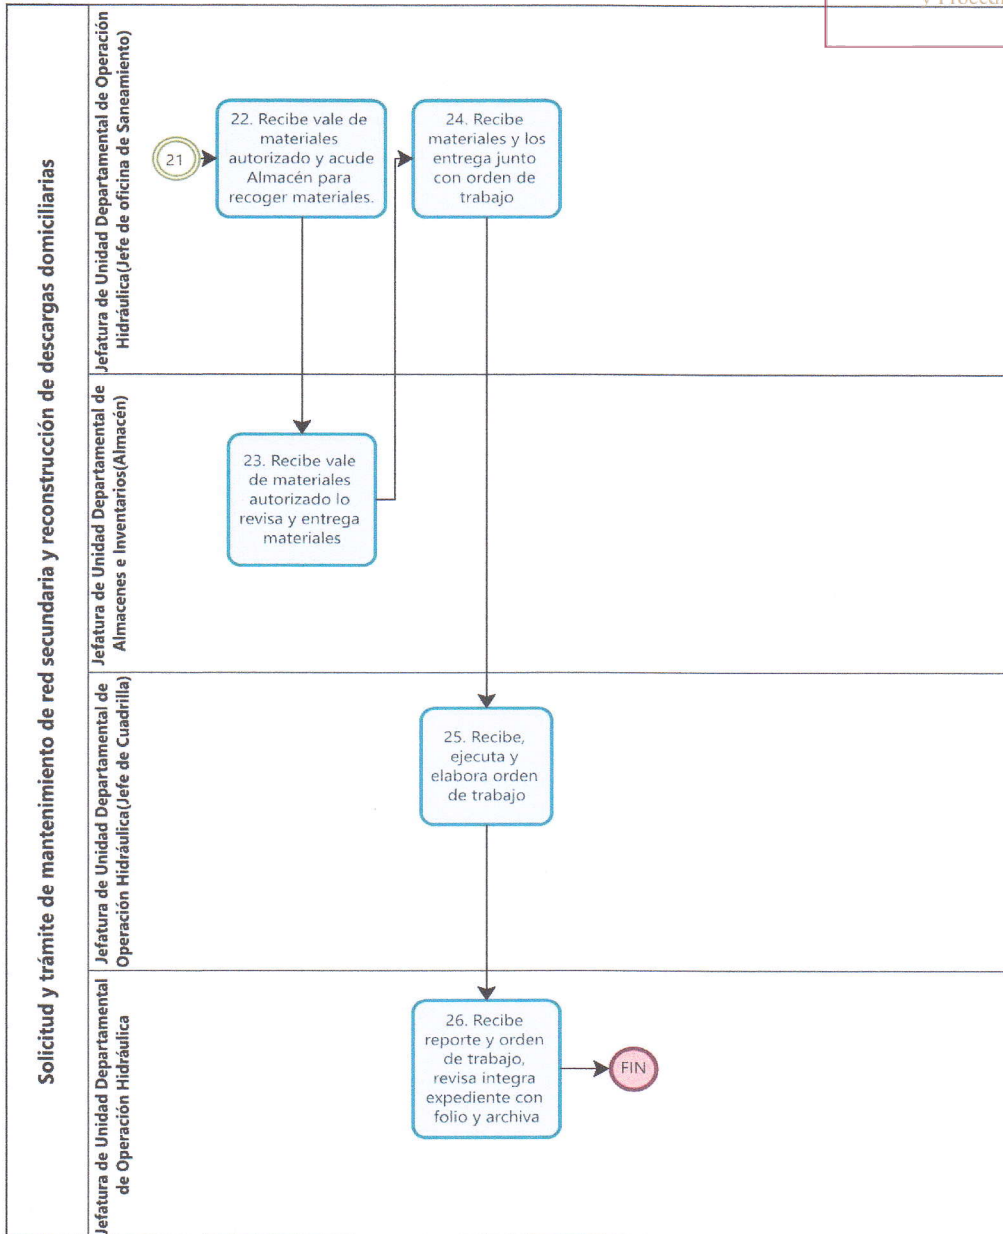 y Procedi
Solicitud y trámite de mantenimiento de red secundaria y reconstrucción de descargas domiciliarias
Jefatura de Unidad Departamental de Operación
Hidráulica(Jefe de oficina de Saneamiento)
21
22. Recibe vale de
materiales
autorizado y acude
Almacén para
recoger materiales.
24. Recibe
materiales y los
entrega junto
con orden de
trabajo
Jefatura de Unidad Departamental de
Almacenes e Inventarios(Almacén)
23. Recibe vale
de materiales
autorizado lo
revisa y entrega
materiales
Jefatura de Unidad Departamental de
Operación Hidráulica(Jefe de Cuadrilla)
25. Recibe,
ejecuta y
elabora orden
de trabajo
Jefatura de Unidad Departamental
de Operación Hidráulica
26. Recibe
reporte y orden
de trabajo,
revisa integra
expediente con
folio y archiva
FIN